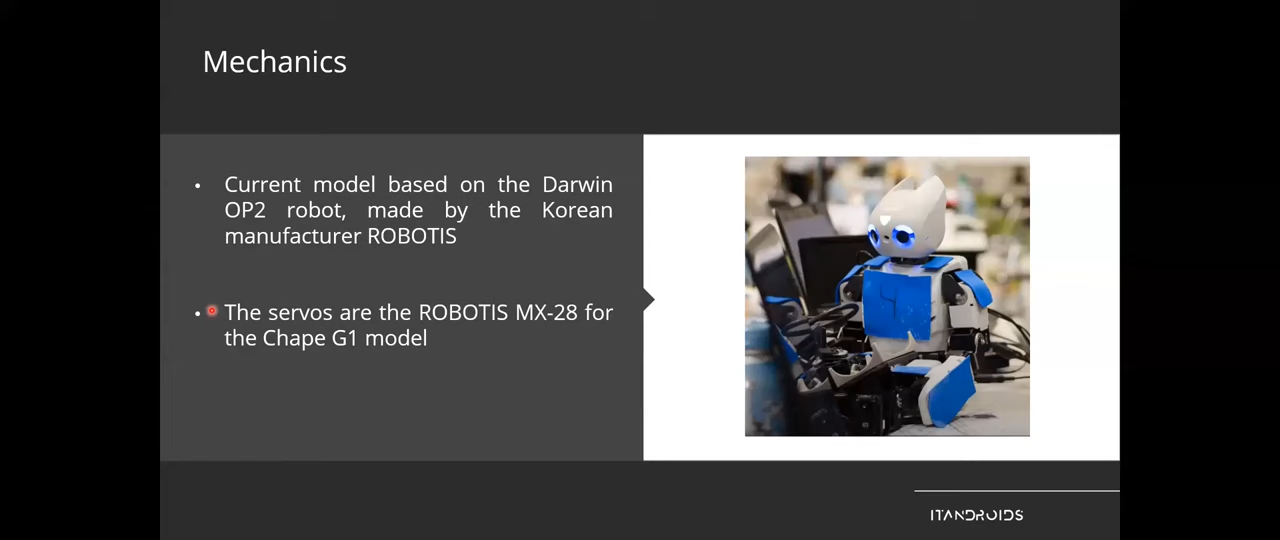 Mechanics
• Current model based on the Darwin
OP2 robot, made by the Korean
manufacturer ROBOTIS
• The servos are the ROBOTIS MX-28 for
the Chape G1 model
ITANDROIDS